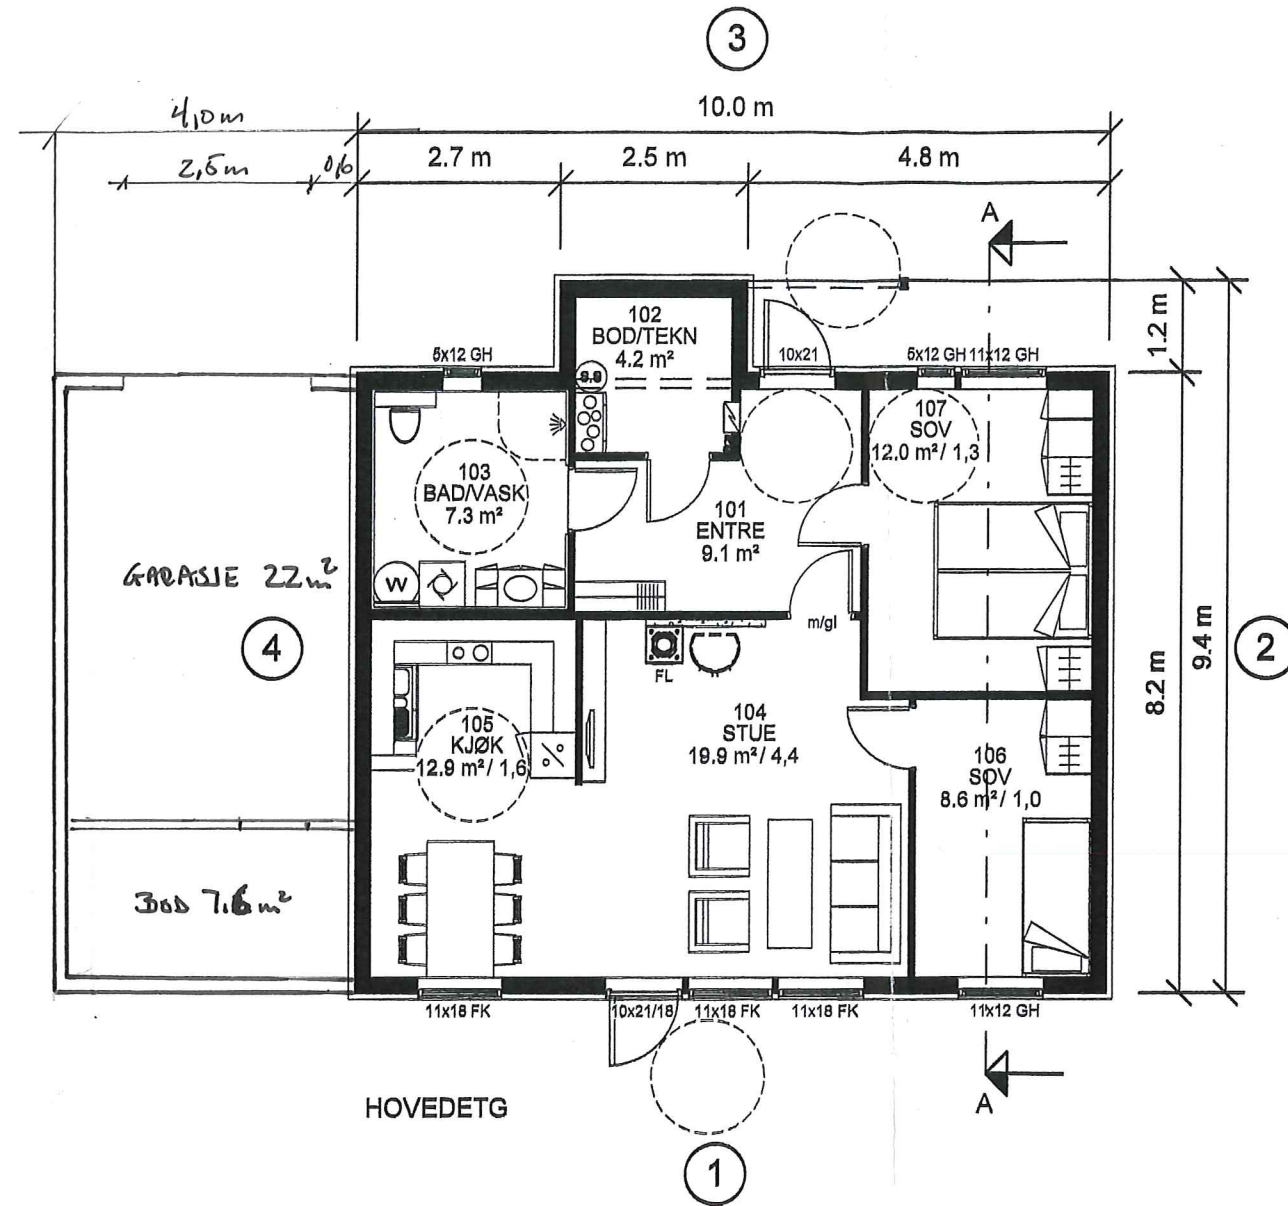 3
4,0m
10.0 m
2,5m
0,6
2.7 m
2.5 m
4.8 m
A
1.2 m
102
BOD/TEKN
4.2 m²
5x12 GH
S.S
10x21
5x12 GH
11x12 GH
107
SOV
12.0 m² / 1,3
103
BAD/VASK
7.3 m²
101
ENTRE
9.1 m²
GARASJE 22m²
W
m/gl
4
2
8.2 m
9.4 m
FL
105
KJØK
12.9 m² / 1,6
104
STUE
19.9 m² / 4,4
106
SOV
8.6 m² / 1,0
BOD 7.6m²
11x18 FK
10x21/18
11x18 FK
11x18 FK
11x12 GH
HOVEDETG
A
1